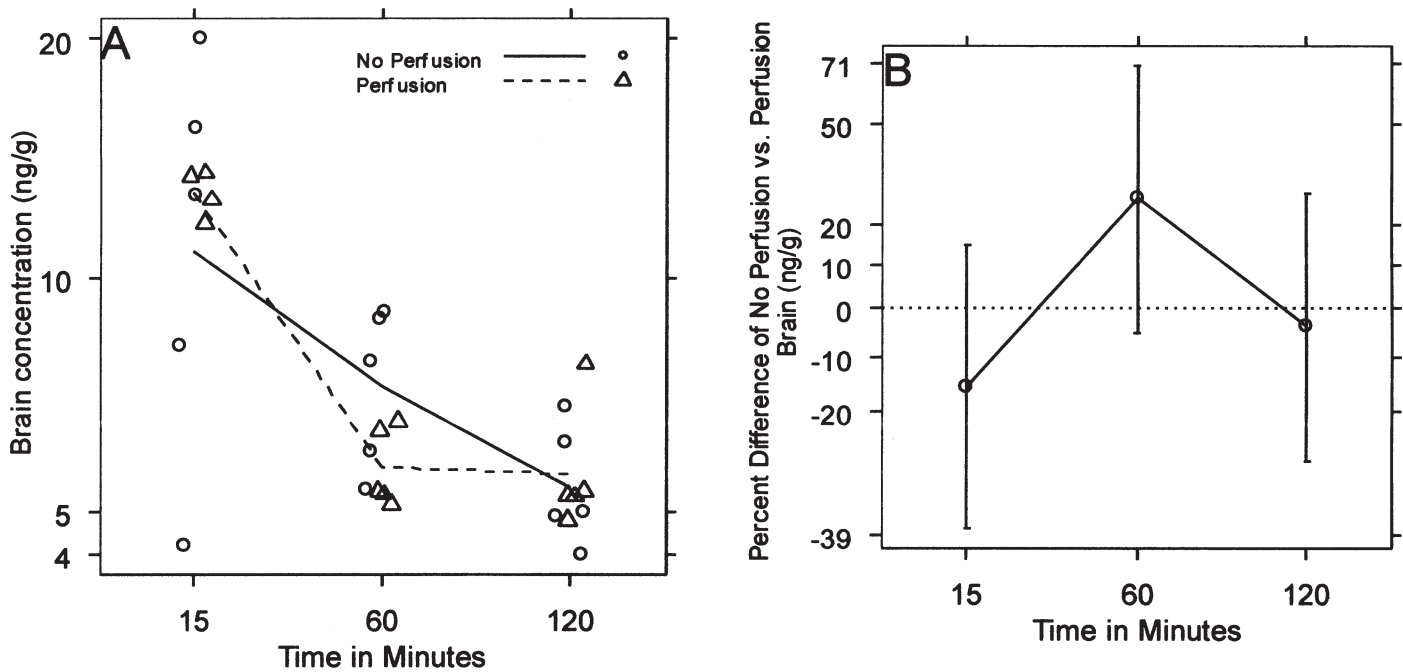 A
No Perfusion
Perfusion
20
10
5
4
15 60 120
Time in Minutes
Brain concentration (ng/g)
B
71
50
20
10
0
-10
-20
-39
15 60 120
Time in Minutes
Percent Difference of No Perfusion vs. Perfusion
Brain (ng/g)